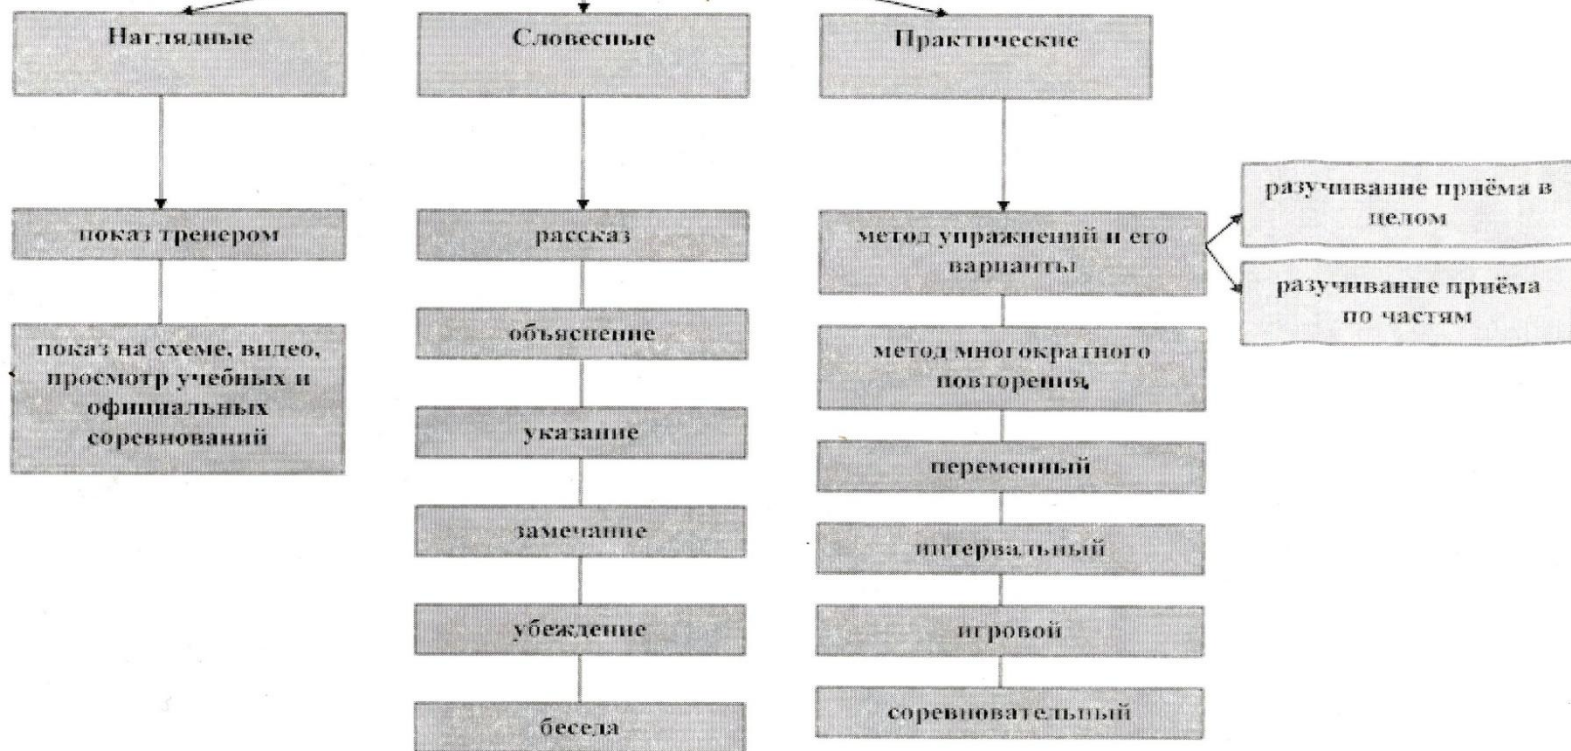 Наглядные
Словесные
Практические
показ тренером
показ на схеме, видео,
просмотр учебных и
официальных
соревнований
рассказ
объяснение
указание
замечание
убеждение
беседа
метод упражнений и его
варианты
разучивание приёма в
целом
разучивание приёма
по частям
метод многократного
повторения.
переменный
интервальный
игровой
соревновательный